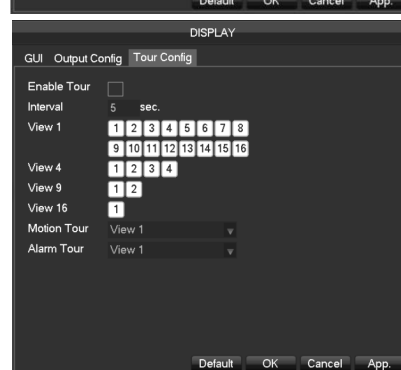 Default OK Cancel App.
DISPLAY
GUI Output Config Tour Config
Enable Tour
Interval 5 sec.
View 1 1 2 3 4 5 6 7 8
9 10 11 12 13 14 15 16
View 4 1 2 3 4
View 9 1 2
View 16 1
Motion Tour View 1
Alarm Tour View 1
Default OK Cancel App.